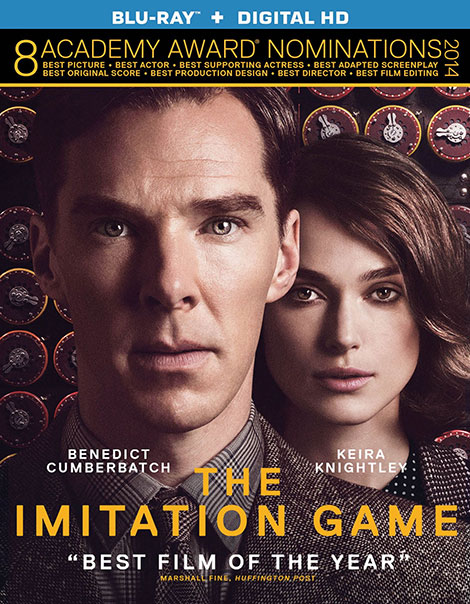 BLU-RAY™ + DIGITAL HD
8 ACADEMY AWARD® NOMINATIONS 2014
BEST PICTURE • BEST ACTOR • BEST SUPPORTING ACTRESS • BEST ADAPTED SCREENPLAY
BEST ORIGINAL SCORE • BEST PRODUCTION DESIGN • BEST DIRECTOR • BEST FILM EDITING
BENEDICT
CUMBERBATCH
KEIRA
KNIGHTLEY
THE
IMITATION GAME
“BEST FILM OF THE YEAR”
MARSHALL FINE, HUFFINGTON POST